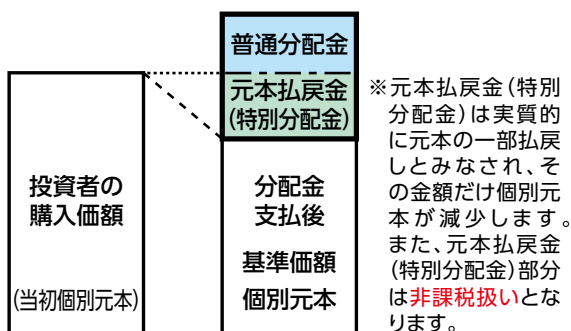 普通分配金
元本払戻金
(特別分配金)
投資者の
購入価額
(当初個別元本)
分配金
支払後
基準価額
個別元本
※元本払戻金(特別
分配金)は実質的
に元本の一部払戻
しとみなされ、そ
の金額だけ個別元
本が減少します。
また、元本払戻金
(特別分配金)部分
は非課税扱いとな
ります。